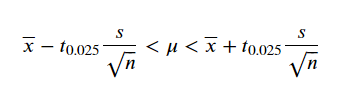 x̅ − t₀.₀₂₅ s/√n < μ < x̅ + t₀.₀₂₅ s/√n